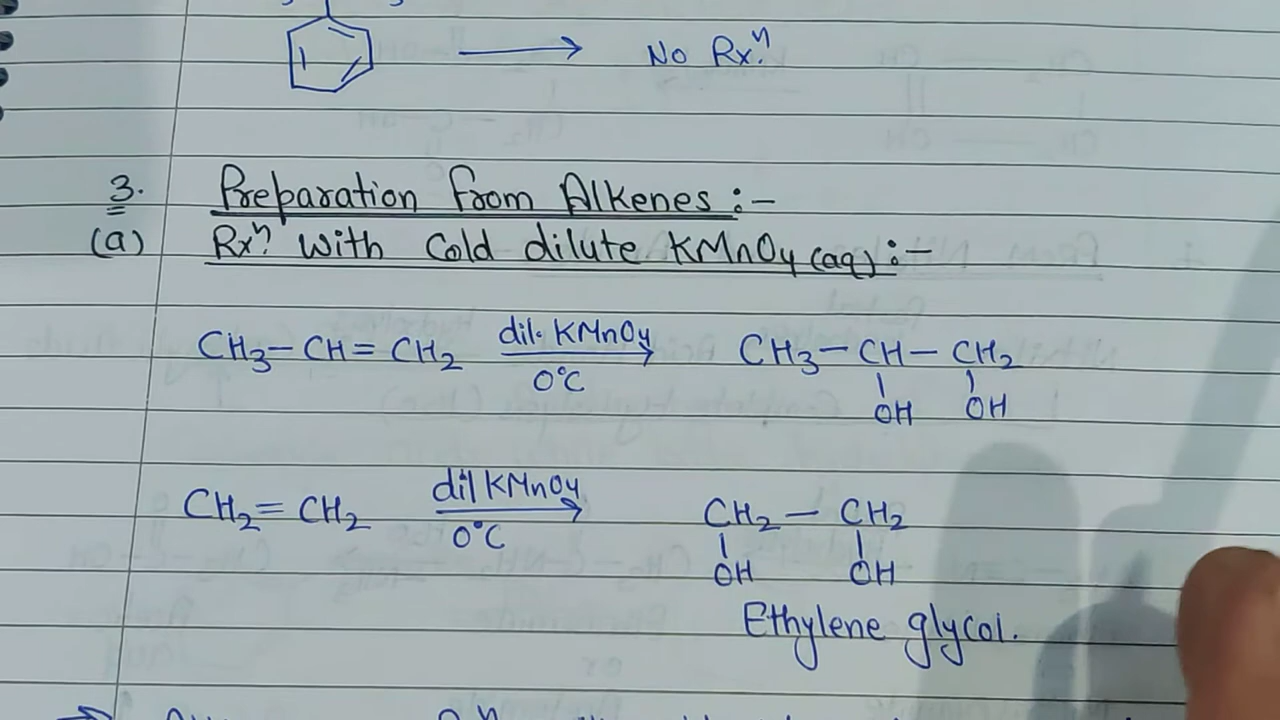 No Rxⁿ.
3. Preparation from Alkenes :-
(a) Rxⁿ. with Cold dilute KMnO₄ (aq) :-
CH₃-CH=CH₂ dil. KMnO₄ 0°C CH₃-CH-CH₂
OH OH
CH₂=CH₂ dil KMnO₄ 0°C CH₂-CH₂
OH OH
Ethylene glycol.